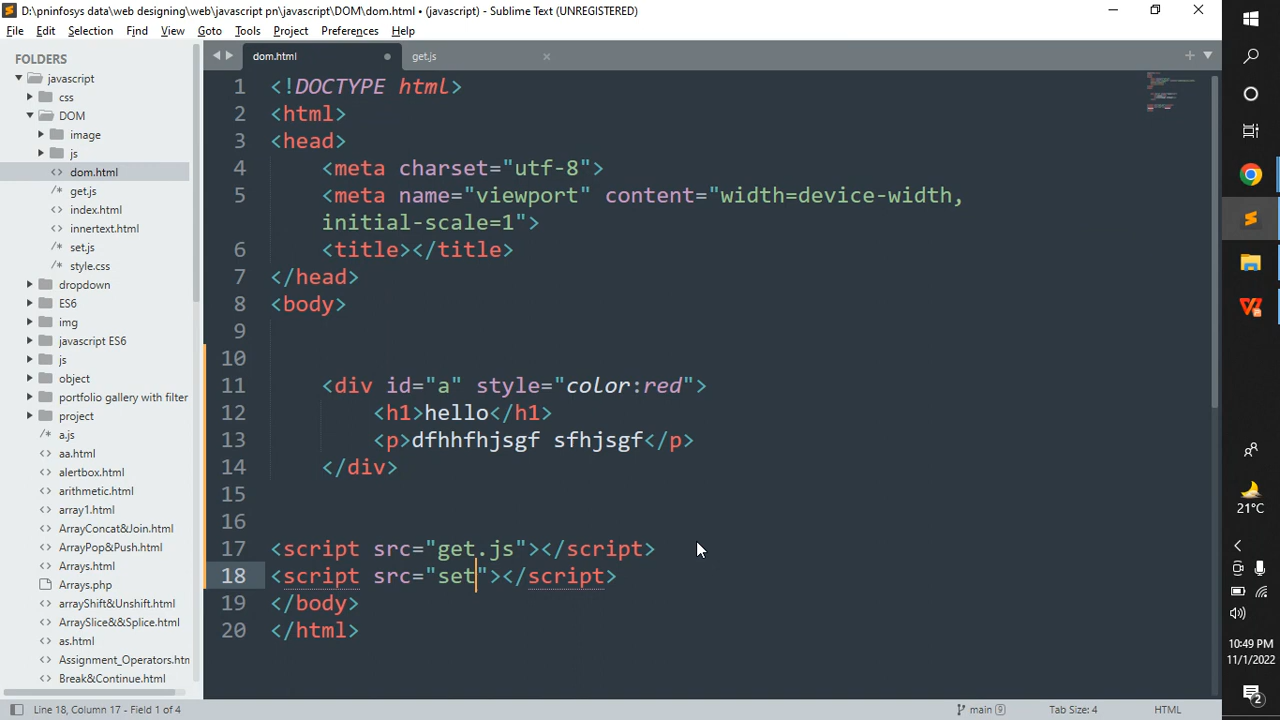 D:\pninfosys data\web designing\web\javascript pn\javascript\DOM\dom.html • (javascript) - Sublime Text (UNREGISTERED)
File Edit Selection Find View Goto Tools Project Preferences Help
FOLDERS
javascript
css
DOM
image
js
dom.html
get.js
index.html
innertext.html
set.js
style.css
dropdown
ES6
img
javascript ES6
js
object
portfolio gallery with filter
project
a.js
aa.html
alertbox.html
arithmetic.html
array1.html
ArrayConcat&Join.html
ArrayPop&Push.html
Arrays.html
Arrays.php
arrayShift&Unshift.html
ArraySlice&&Splice.html
as.html
Assignment_Operators.htm
Break&Continue.html
dom.html
get.js
1 <!DOCTYPE html>
2 <html>
3 <head>
4 <meta charset="utf-8">
5 <meta name="viewport" content="width=device-width,
initial-scale=1">
6 <title></title>
7 </head>
8 <body>
9
10
11 <div id="a" style="color:red">
12 <h1>hello</h1>
13 <p>dfhhfhjsgf sfhjsgf</p>
14 </div>
15
16
17 <script src="get.js"></script>
18 <script src="set"></script>
19 </body>
20 </html>
Line 18, Column 17 - Field 1 of 4
main 9
Tab Size: 4
HTML
21°C
10:49 PM
11/1/2022
2